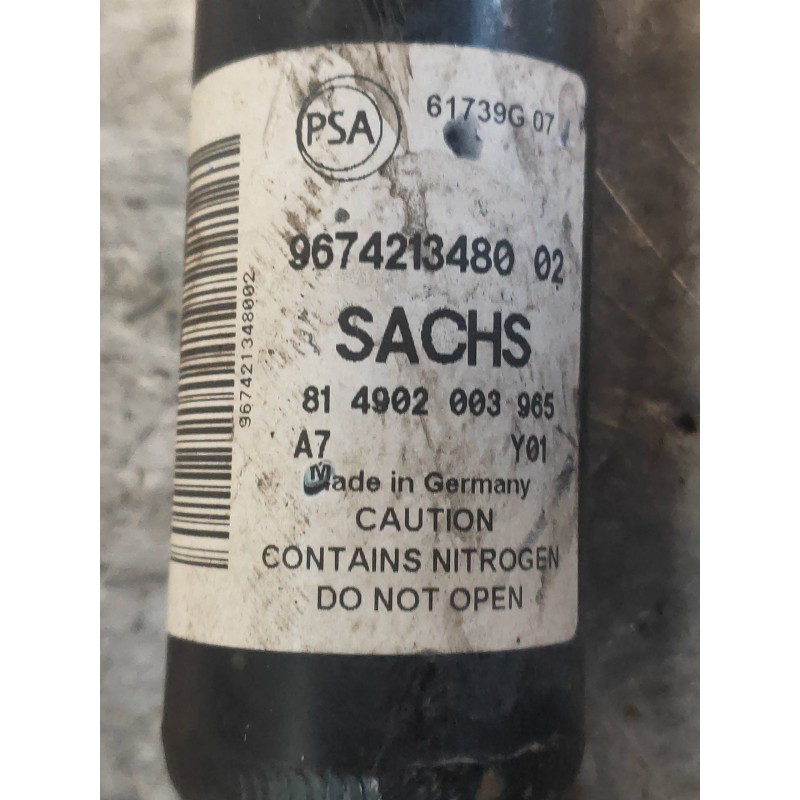 PSA
61739G 07
9674213480 02
SACHS
81 4902 003 965
A7 Y01
Made in Germany
CAUTION
CONTAINS NITROGEN
DO NOT OPEN
967421348002